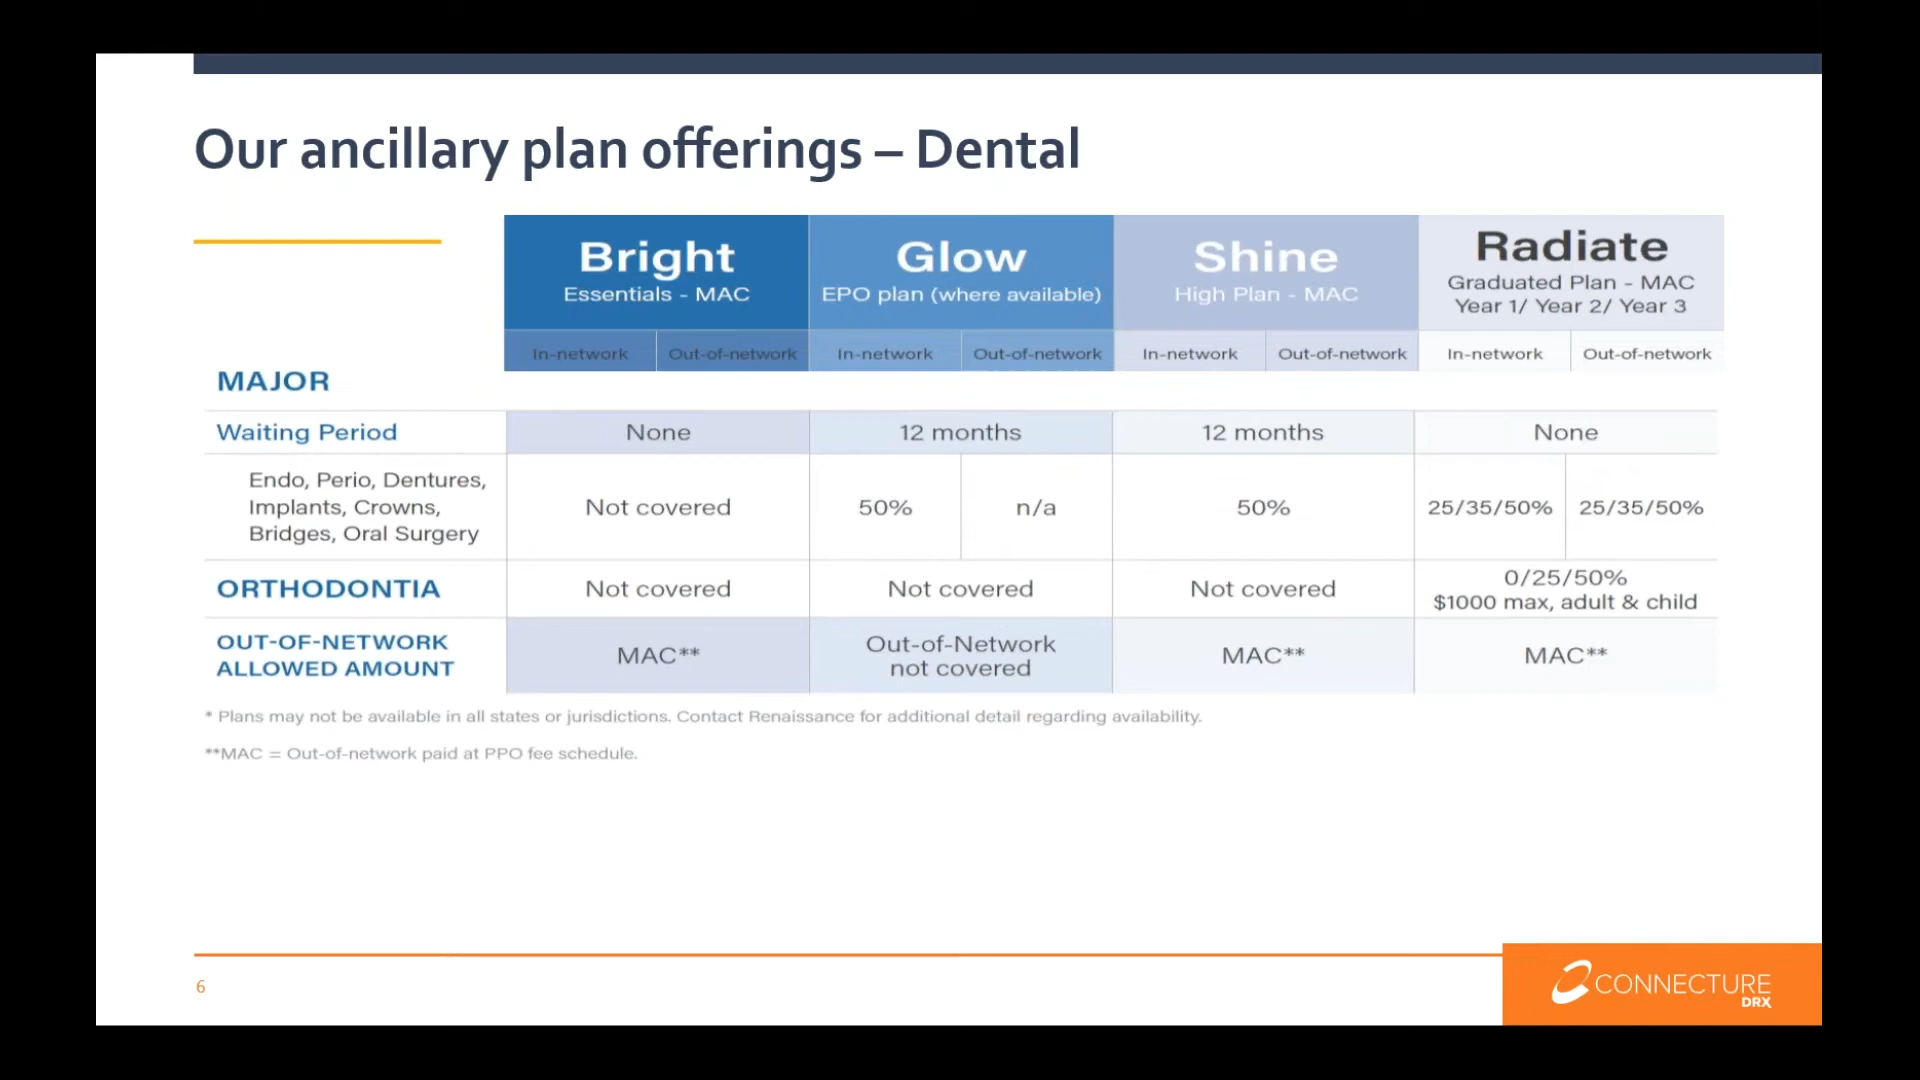 Our ancillary plan offerings – Dental
Bright
Essentials - MAC
Glow
EPO plan (where available)
Shine
High Plan - MAC
Radiate
Graduated Plan - MAC
Year 1/ Year 2/ Year 3
In-network Out-of-network In-network Out-of-network In-network Out-of-network In-network Out-of-network
MAJOR
Waiting Period None 12 months 12 months None
Endo, Perio, Dentures,
Implants, Crowns,
Bridges, Oral Surgery
Not covered 50% n/a 50% 25/35/50% 25/35/50%
ORTHODONTIA Not covered Not covered Not covered
0/25/50%
$1000 max, adult & child
OUT-OF-NETWORK
ALLOWED AMOUNT
MAC**
Out-of-Network
not covered
MAC**
MAC**
* Plans may not be available in all states or jurisdictions. Contact Renaissance for additional detail regarding availability.
**MAC = Out-of-network paid at PPO fee schedule.
6
CONNECTURE
DRX